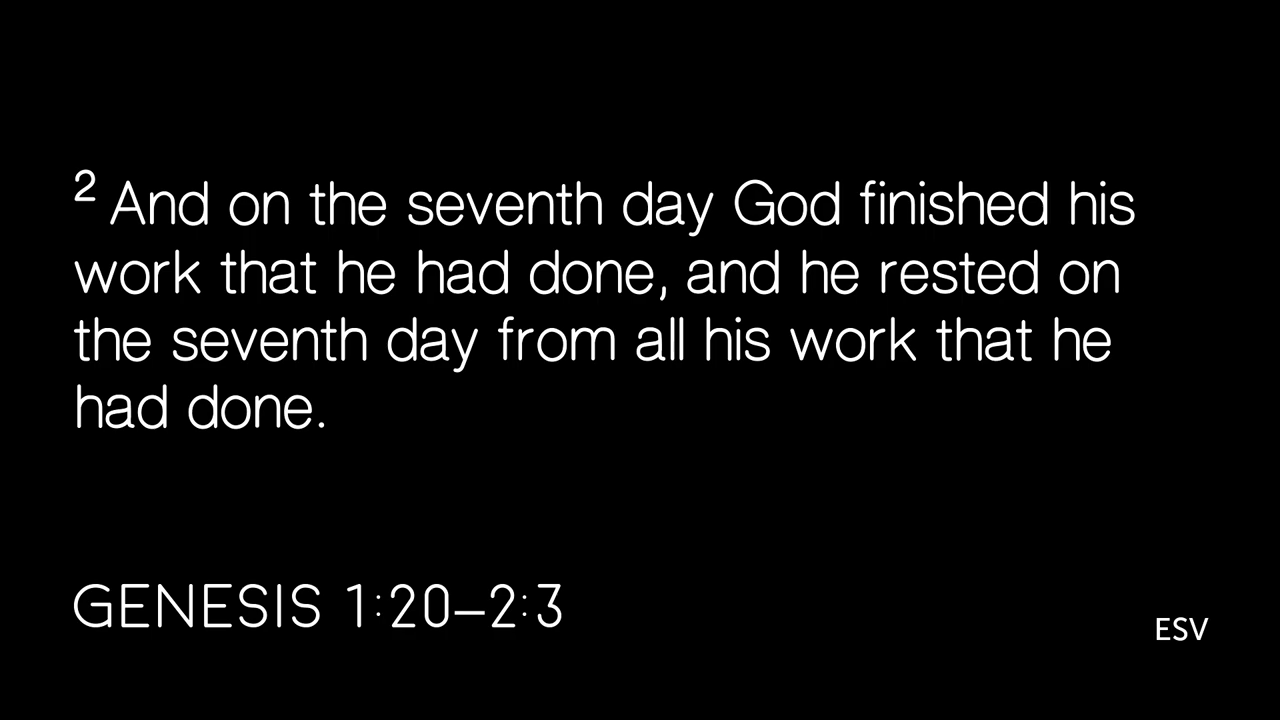 ² And on the seventh day God finished his
work that he had done, and he rested on
the seventh day from all his work that he
had done.
GENESIS 1:20–2:3
ESV